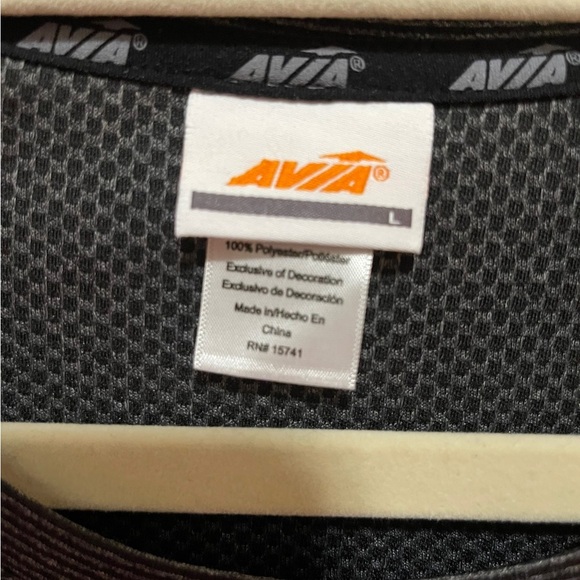 AVIA®
AVIA®
AVIA®
AVIA®
L
100% Polyester/Poliéster
Exclusive of Decoration
Exclusivo de Decoración
Made in/Hecho En
China
RN# 15741